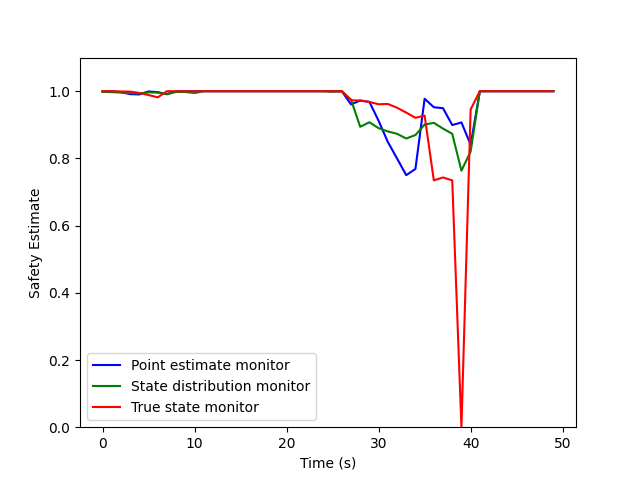 1.0
0.8
0.6
0.4
0.2
0.0
Safety Estimate
Point estimate monitor
State distribution monitor
True state monitor
0 10 20 30 40 50
Time (s)